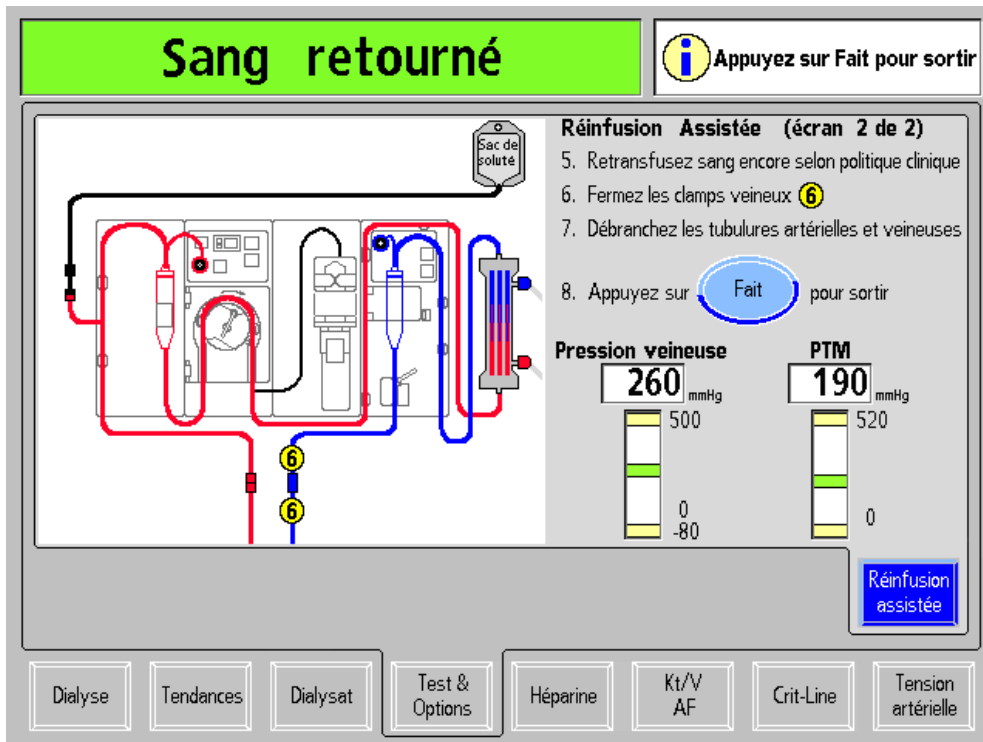 Sang retourné
i
Appuyez sur Fait pour sortir
Réinfusion Assistée (écran 2 de 2)
5. Retransfusez sang encore selon politique clinique
6. Fermez les clamps veineux 6
7. Débranchez les tubulures artérielles et veineuses
8. Appuyez sur Fait pour sortir
Sac de
soluté
6
6
Pression veineuse
260 mmHg
500
0
-80
PTM
190 mmHg
520
0
Réinfusion
assistée
Dialyse
Tendances
Dialysat
Test &
Options
Héparine
Kt/V
AF
Crit-Line
Tension
artérielle